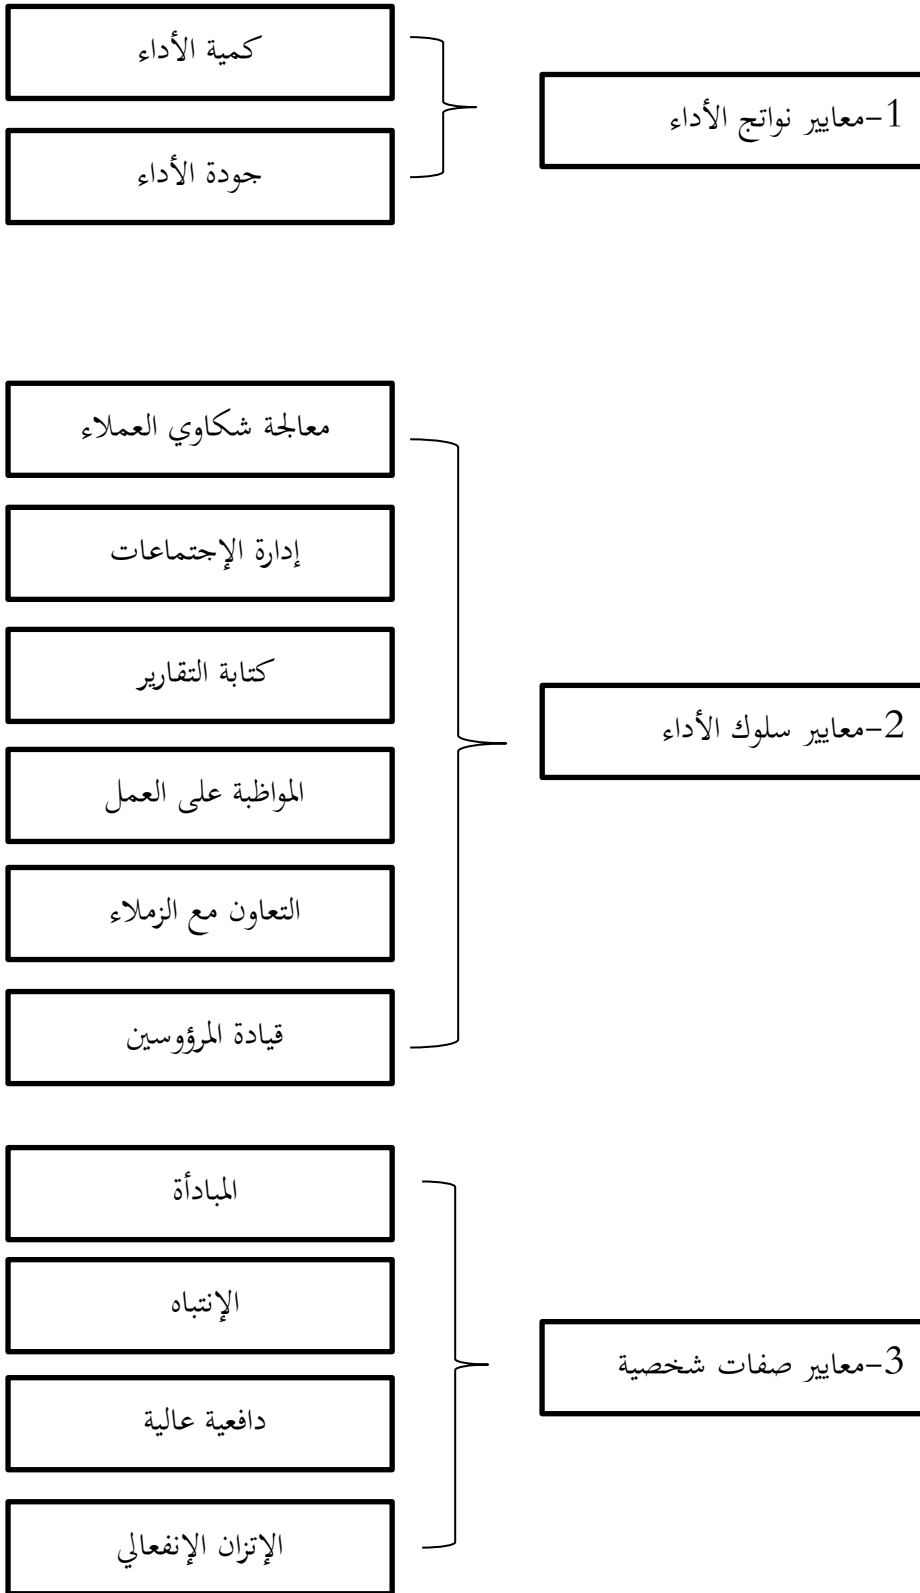 1-معايير نواتج الأداء
كمية الأداء
جودة الأداء
2-معايير سلوك الأداء
معالجة شكاوي العملاء
إدارة الإجتماعات
كتابة التقارير
المواظبة على العمل
التعاون مع الزملاء
قيادة المرؤوسين
3-معايير صفات شخصية
المبادأة
الإنتباه
دافعية عالية
الإتزان الإنفعالي